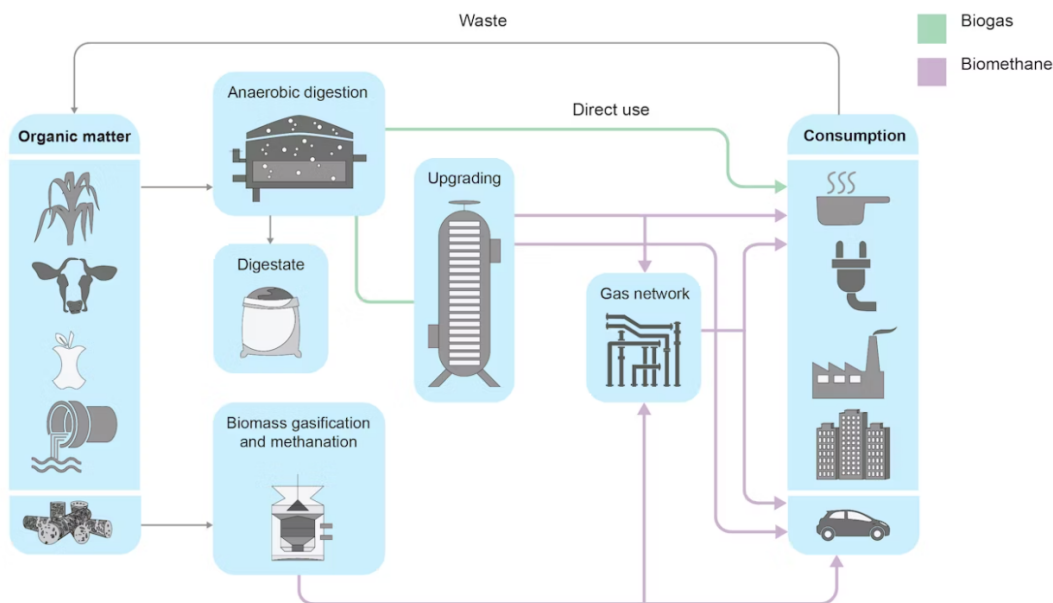 Waste
Biogas
Biomethane
Anaerobic digestion
Direct use
Organic matter
Consumption
Upgrading
Digestate
Gas network
Biomass gasification
and methanation